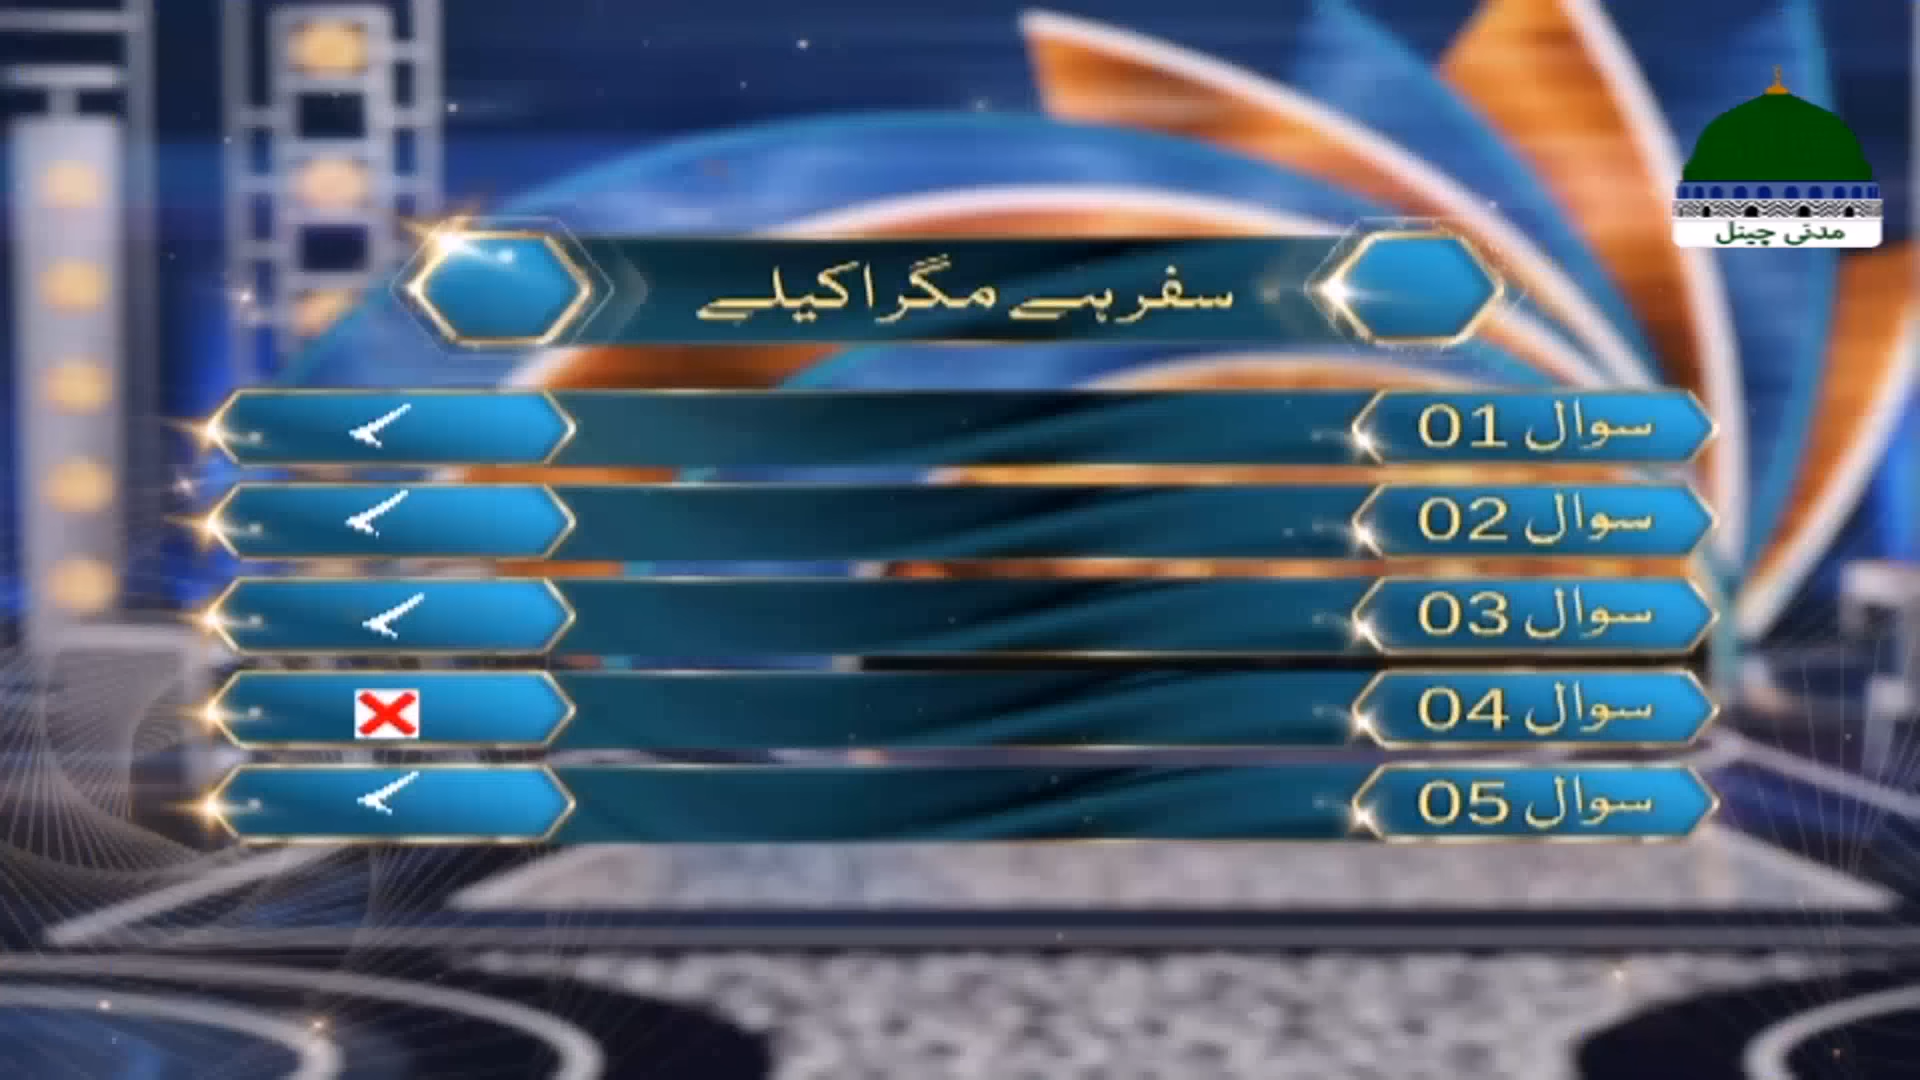 مدنی چینل
سفر ہے مگر اکیلے
سوال 01
سوال 02
سوال 03
سوال 04
سوال 05